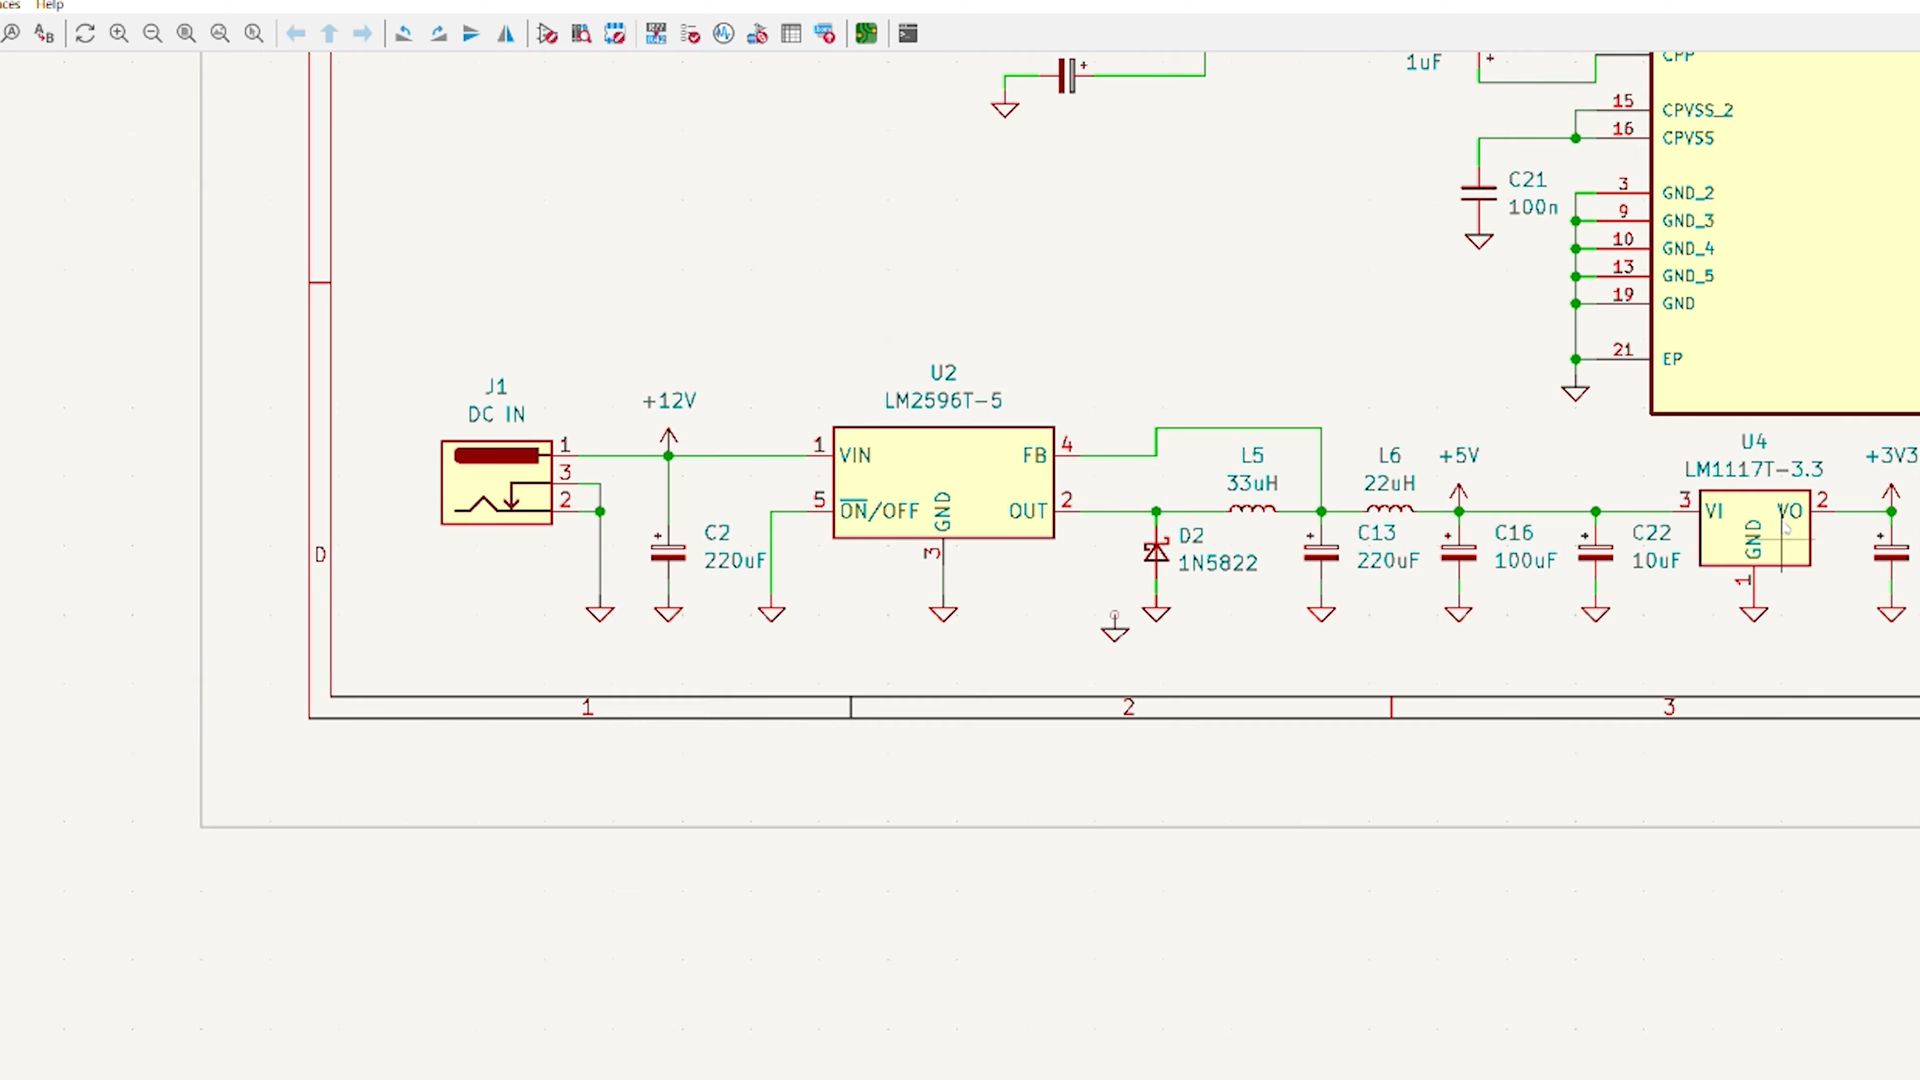 Help
1uF
+
+
CPP
15 CPVSS_2
16 CPVSS
C21
100n
3 GND_2
9 GND_3
10 GND_4
13 GND_5
19 GND
21 EP
J1
DC IN
1
3
2
+12V
+
C2
220uF
U2
LM2596T-5
1 VIN
5 ON/OFF
GND
3
FB 4
OUT 2
D2
1N5822
L5
33uH
+
C13
220uF
L6
22uH
+5V
+
C16
100uF
+
C22
10uF
U4
LM1117T-3.3
3 VI
VO 2
GND
1
+3V3
+
D
1
2
3